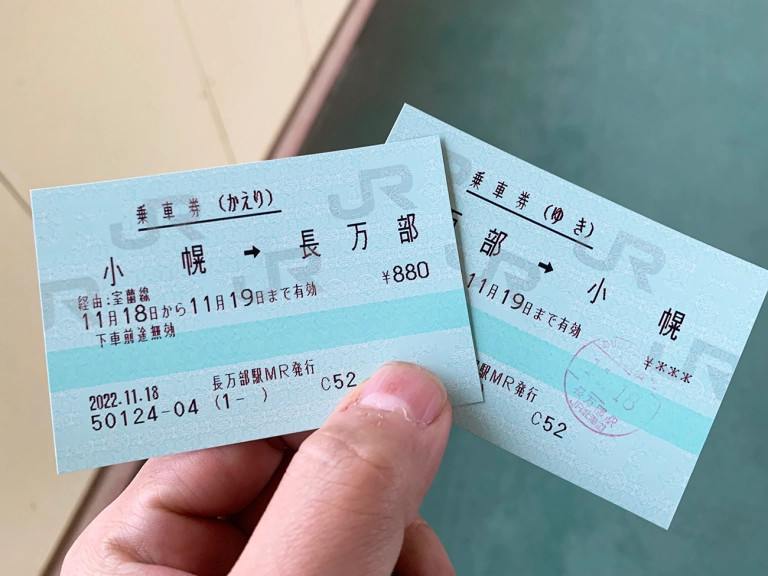 乗車券(かえり)
小幌➡長万部
経由:室蘭線 ¥880
11月18日から11月19日まで有効
下車前途無効
2022.11.18 長万部駅MR発行
50124-04 (1- ) C52
乗車券(ゆき)
部➡小幌
11月19日まで有効 ¥***
駅MR発行
C52
JR